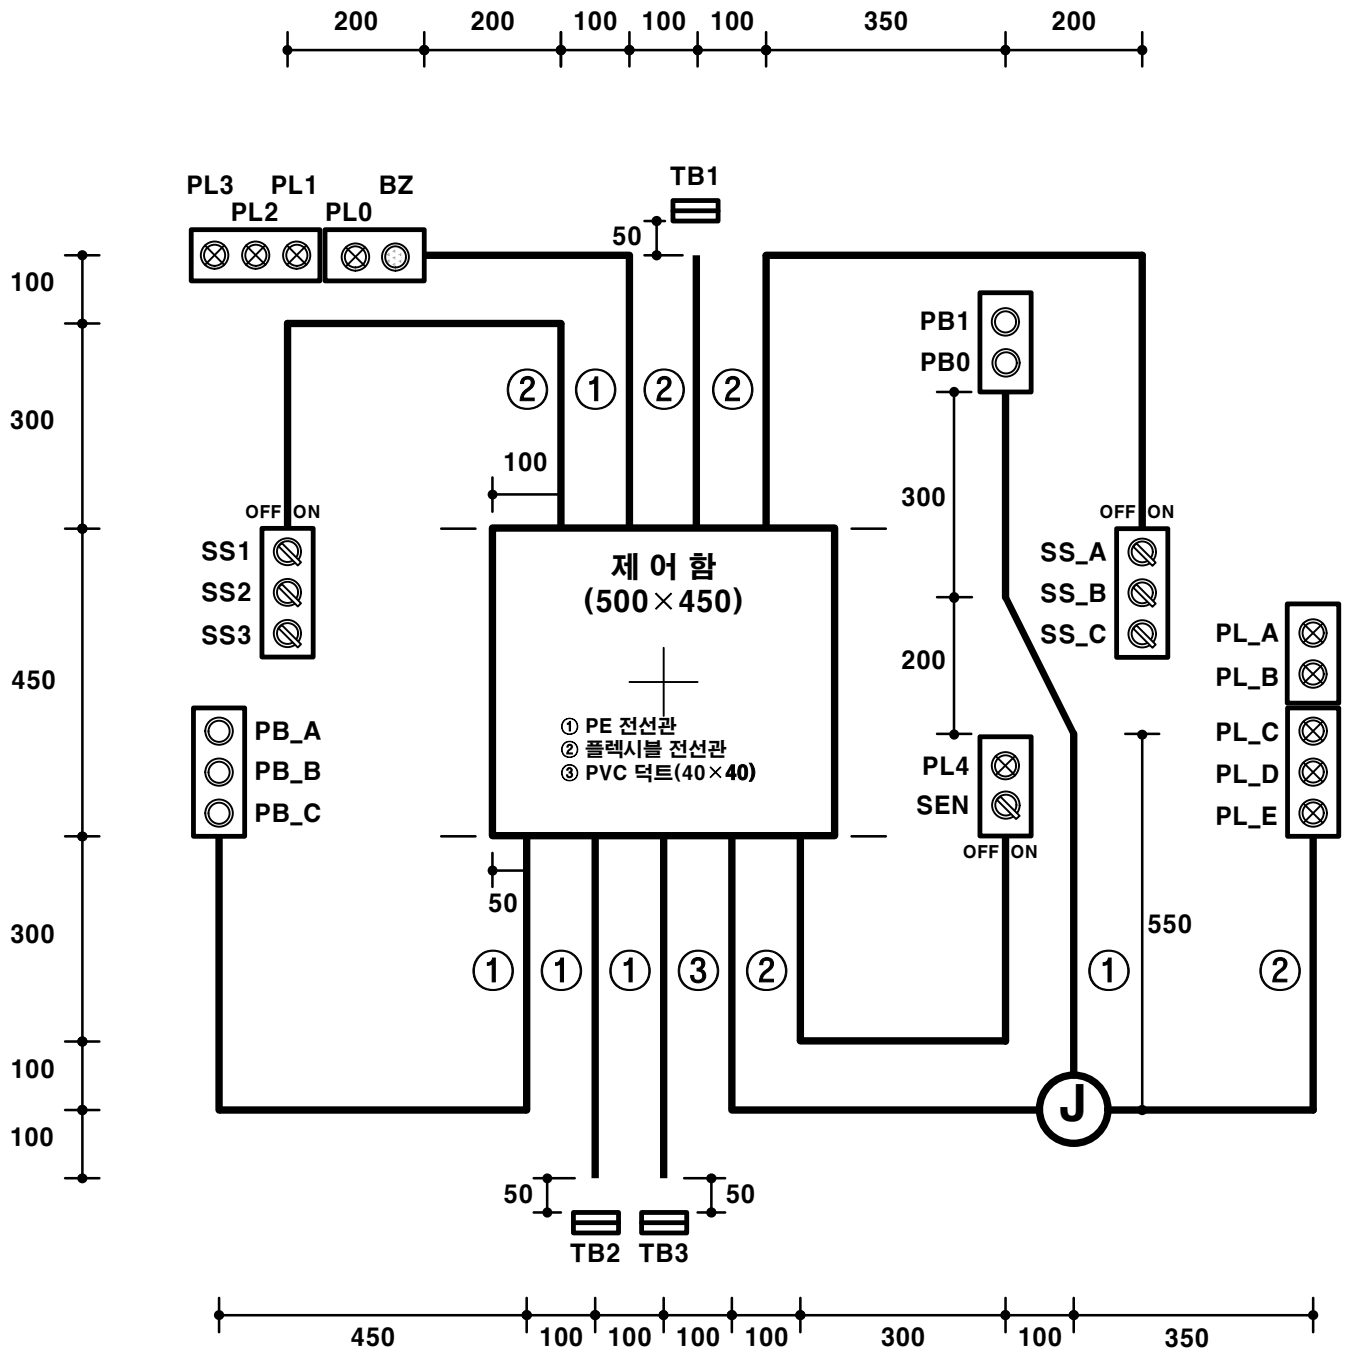 200 200 100 100 100 350 200
TB1
PL3 PL1 BZ
PL2 PL0
50
100
PB1
PB0
② ① ② ②
300
100
300
OFF ON
OFF ON
제 어 함
(500×450)
SS1
SS2
SS3
SS_A
SS_B
SS_C
PL_A
PL_B
200
450
① PE 전선관
② 플렉시블 전선관
③ PVC 덕트(40×40)
PB_A
PB_B
PB_C
PL_C
PL_D
PL_E
PL4
SEN
OFF ON
50
550
300
① ① ① ③ ② ① ②
100
J
100
50 50
TB2 TB3
450 100 100 100 100 300 100 350